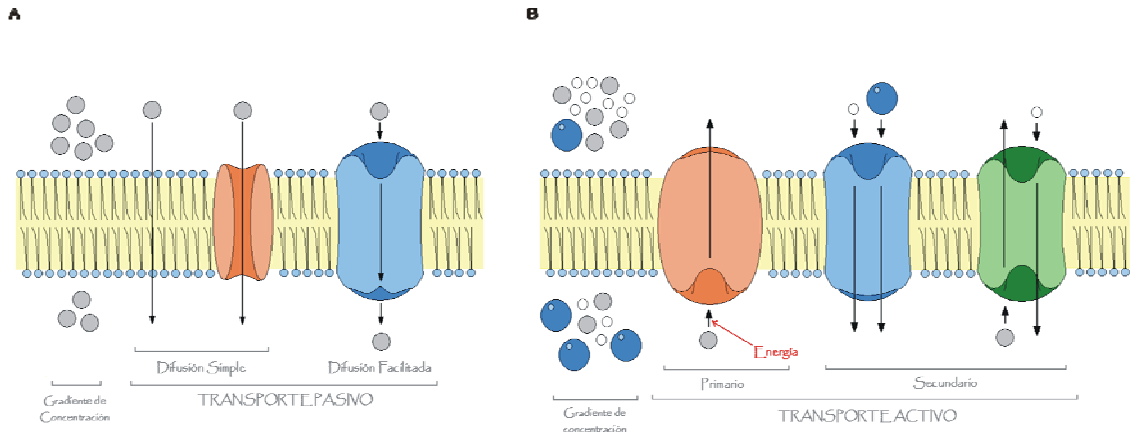 A
B
Energía
Difusión Simple
Difusión Facilitada
Primario
Secundario
Gradiente de
Concentración
TRANSPORTE PASIVO
Gradiente de
concentración
TRANSPORTE ACTIVO